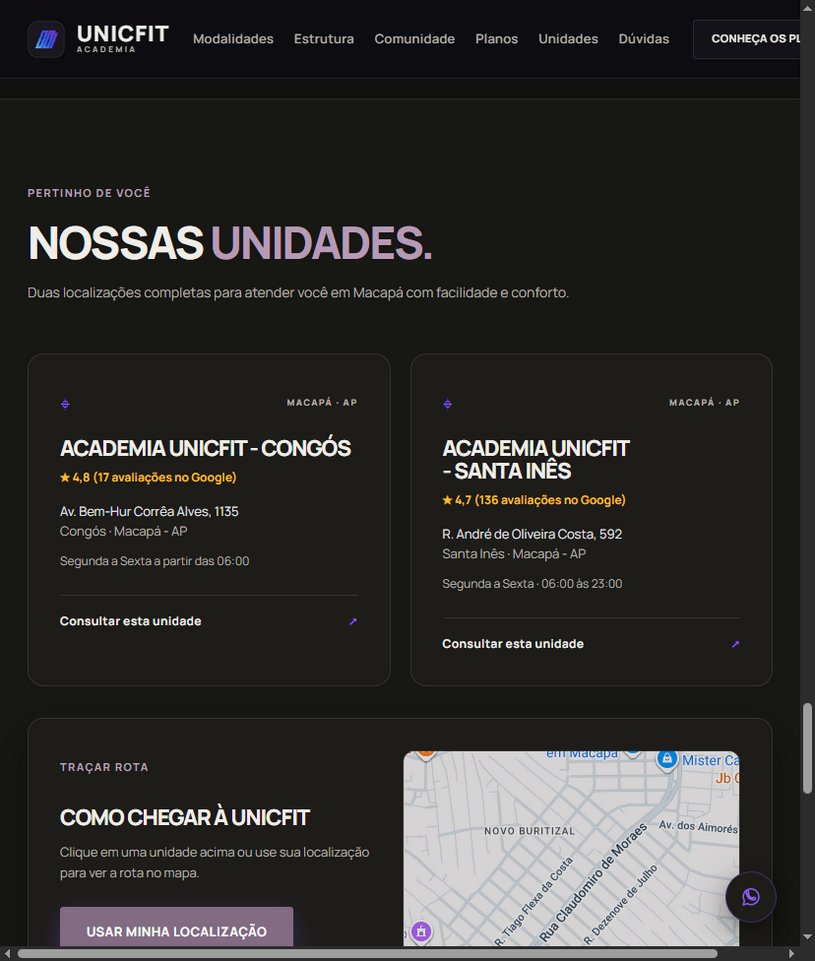 UNICFIT
ACADEMIA
Modalidades Estrutura Comunidade Planos Unidades Dúvidas CONHEÇA OS
PERTINHO DE VOCÊ
NOSSAS UNIDADES.
Duas localizações completas para atender você em Macapá com facilidade e conforto.
MACAPÁ · AP
ACADEMIA UNICFIT - CONGÓS
★ 4,8 (17 avaliações no Google)
Av. Bem-Hur Corrêa Alves, 1135
Congós · Macapá - AP
Segunda a Sexta a partir das 06:00
Consultar esta unidade ↗
MACAPÁ · AP
ACADEMIA UNICFIT
- SANTA INÊS
★ 4,7 (136 avaliações no Google)
R. André de Oliveira Costa, 592
Santa Inês · Macapá - AP
Segunda a Sexta · 06:00 às 23:00
Consultar esta unidade ↗
TRAÇAR ROTA
COMO CHEGAR À UNICFIT
Clique em uma unidade acima ou use sua localização
para ver a rota no mapa.
USAR MINHA LOCALIZAÇÃO
em Macapá
Mister
Jb
NOVO BURITIZAL
Av. dos Aimorés
Rua Claudomiro de Moraes
R. Tiago Flexa da Costa
R. Dezenove de Julho